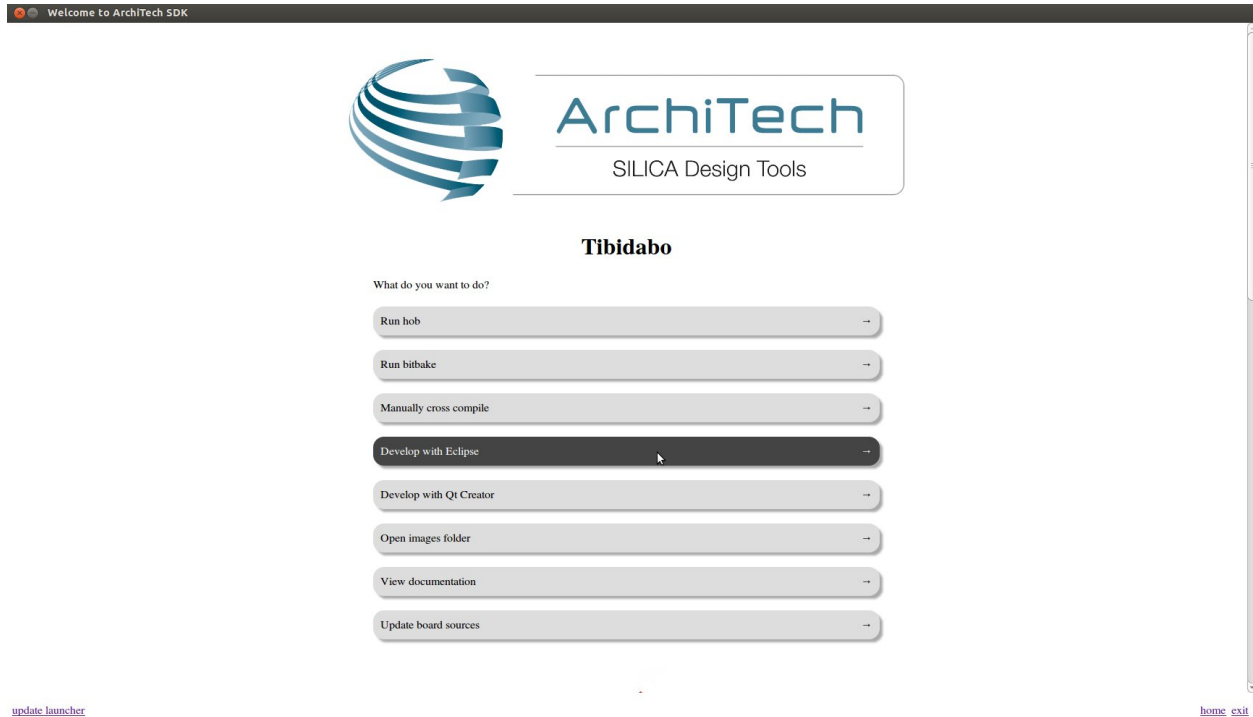 Welcome to ArchiTech SDK
ArchiTech
SILICA Design Tools
Tibidabo
What do you want to do?
Run hob →
Run bitbake →
Manually cross compile →
Develop with Eclipse →
Develop with Qt Creator →
Open images folder →
View documentation →
Update board sources →
update launcher home exit